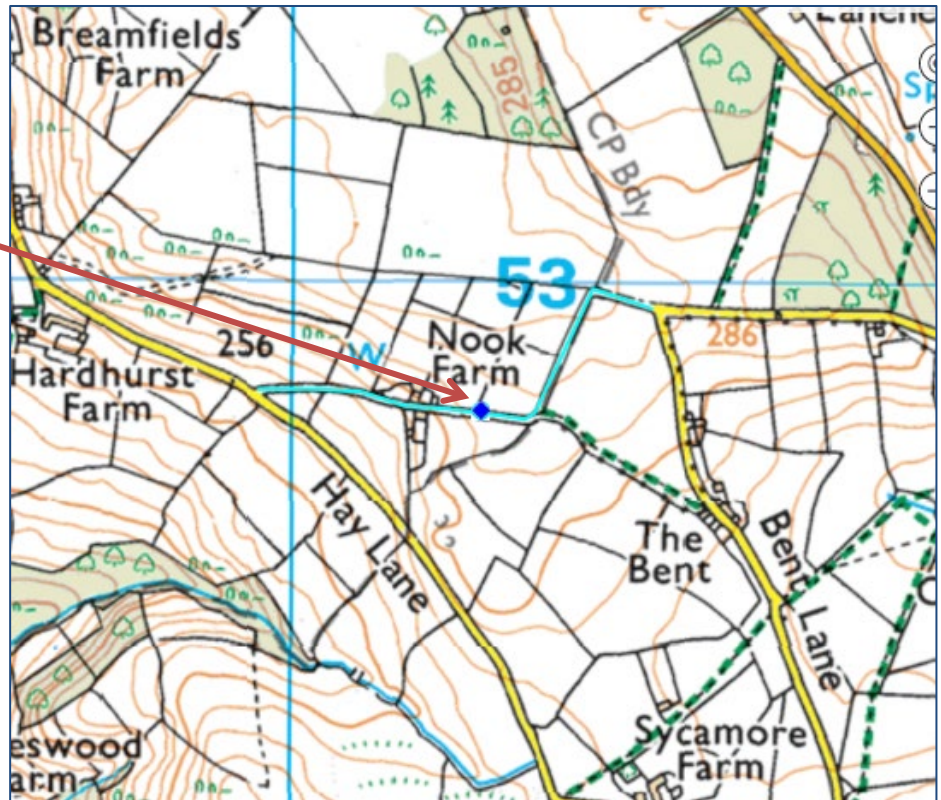 Breamfields
Farm
285
CP Bdy
53
Nook
Farm
W
256
286
Hardhurst
Farm
Hay Lane
The
Bent
Bent Lane
Sycamore
Farm
eswood
arm
Sp